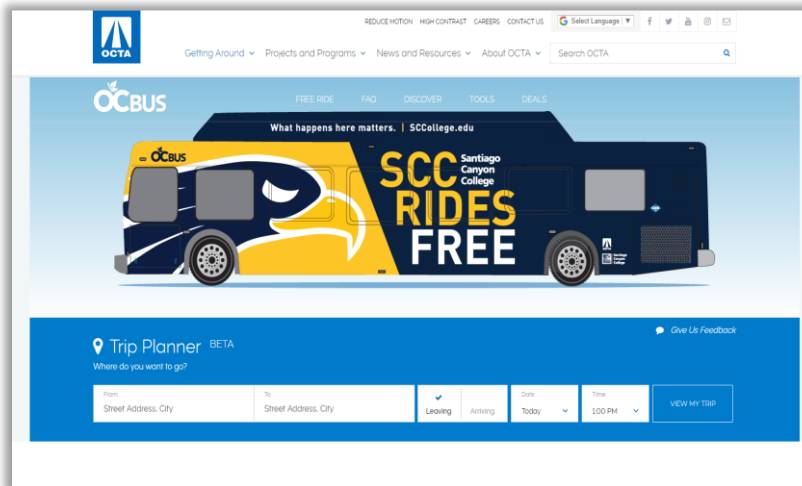 REDUCE MOTION HIGH CONTRAST CAREERS CONTACT US Select Language ▼
OCTA
Getting Around Projects and Programs News and Resources About OCTA Search OCTA
OCBUS
FREE RIDE FAQ DISCOVER TOOLS DEALS
What happens here matters. | SCCollege.edu
OCBUS
SCC Santiago
Canyon
College
RIDES
FREE
Santiago
Canyon
College
Give Us Feedback
Trip Planner BETA
Where do you want to go?
From To Date Time
Street Address, City Street Address, City Leaving Arriving Today 1:00 PM VIEW MY TRIP